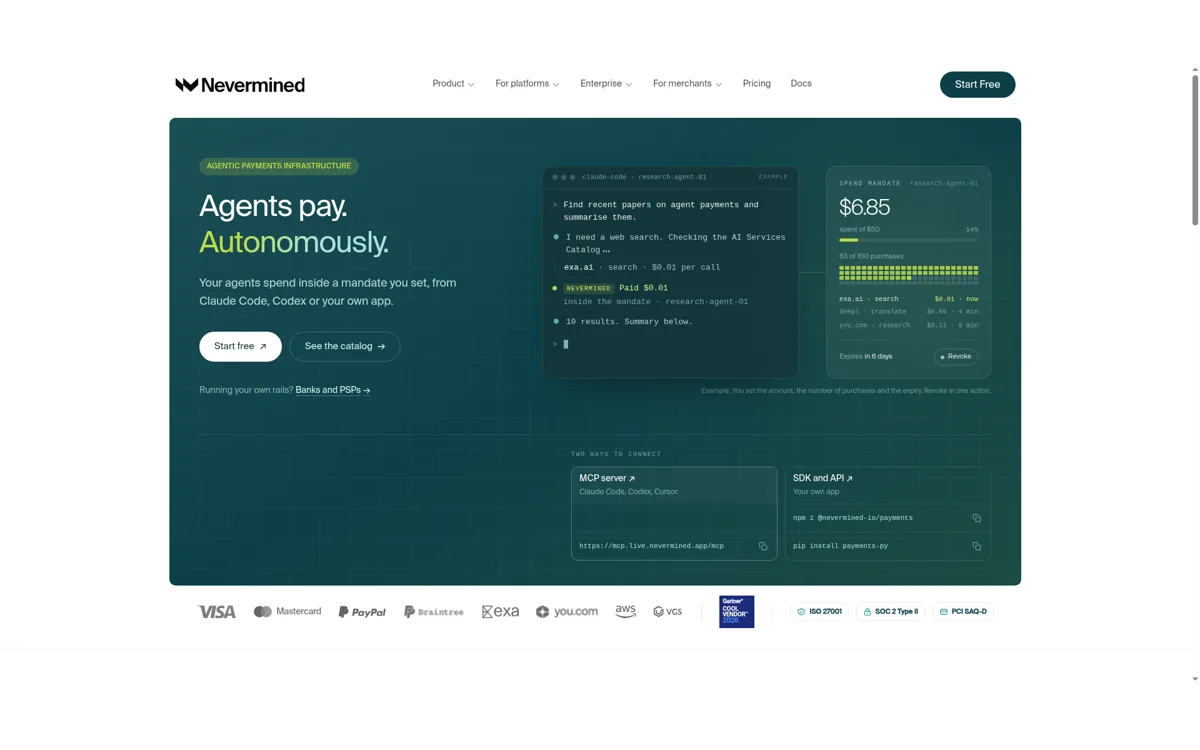 Nevermined
Product
For platforms
Enterprise
For merchants
Pricing
Docs
Start Free
AGENTIC PAYMENTS INFRASTRUCTURE
Agents pay.
Autonomously.
Your agents spend inside a mandate you set, from
Claude Code, Codex or your own app.
Start free ↗
See the catalog →
Running your own rails? Banks and PSPs →
claude-code · research-agent-01
EXAMPLE
> Find recent papers on agent payments and
summarise them.
I need a web search. Checking the AI Services
Catalog…
exa.ai · search · $0.01 per call
NEVERMINED Paid $0.01
inside the mandate · research-agent-01
10 results. Summary below.
>
SPEND MANDATE research-agent-01
$6.85
spent of $50 14%
63 of 100 purchases
exa.ai · search $0.01 · now
deepl · translate $0.09 · 4 min
you.com · research $0.11 · 9 min
Expires in 6 days
Revoke
Example. You set the amount, the number of purchases and the expiry. Revoke in one action.
TWO WAYS TO CONNECT
MCP server ↗
Claude Code, Codex, Cursor
https://mcp.live.nevermined.app/mcp
SDK and API ↗
Your own app
npm i @nevermined-io/payments
pip install payments-py
VISA
Mastercard
PayPal
Braintree
exa
you.com
aws
VGS
Gartner
COOL
VENDOR™
2026
ISO 27001
SOC 2 Type II
PCI SAQ-D